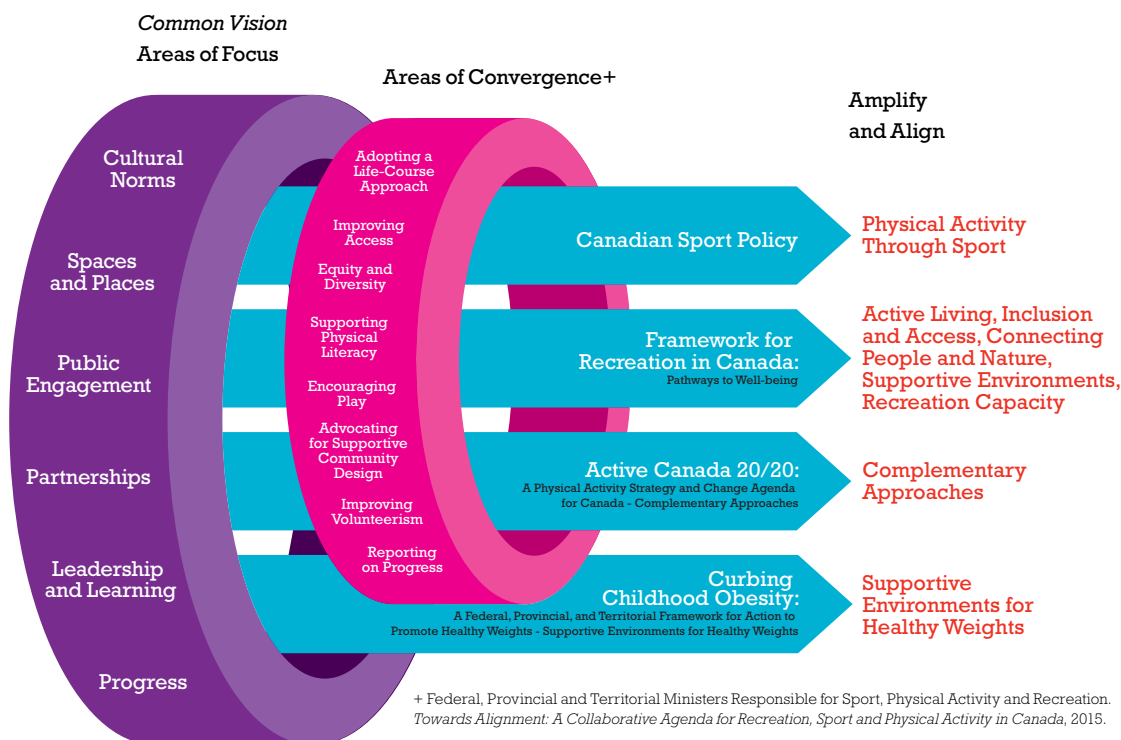 Common Vision
Areas of Focus
Areas of Convergence+
Amplify
and Align
Cultural
Norms
Spaces
and Places
Public
Engagement
Partnerships
Leadership
and Learning
Progress
Adopting a
Life-Course
Approach
Improving
Access
Equity and
Diversity
Supporting
Physical
Literacy
Encouraging
Play
Advocating
for Supportive
Community
Design
Improving
Volunteerism
Reporting
on Progress
Canadian Sport Policy
Physical Activity
Through Sport
Framework for
Recreation in Canada:
Pathways to Well-being
Active Living, Inclusion
and Access, Connecting
People and Nature,
Supportive Environments,
Recreation Capacity
Active Canada 20/20:
A Physical Activity Strategy and Change Agenda
for Canada - Complementary Approaches
Complementary
Approaches
Curbing
Childhood Obesity:
A Federal, Provincial, and Territorial Framework for Action to
Promote Healthy Weights - Supportive Environments for Healthy Weights
Supportive
Environments for
Healthy Weights
+ Federal, Provincial and Territorial Ministers Responsible for Sport, Physical Activity and Recreation.
Towards Alignment: A Collaborative Agenda for Recreation, Sport and Physical Activity in Canada, 2015.